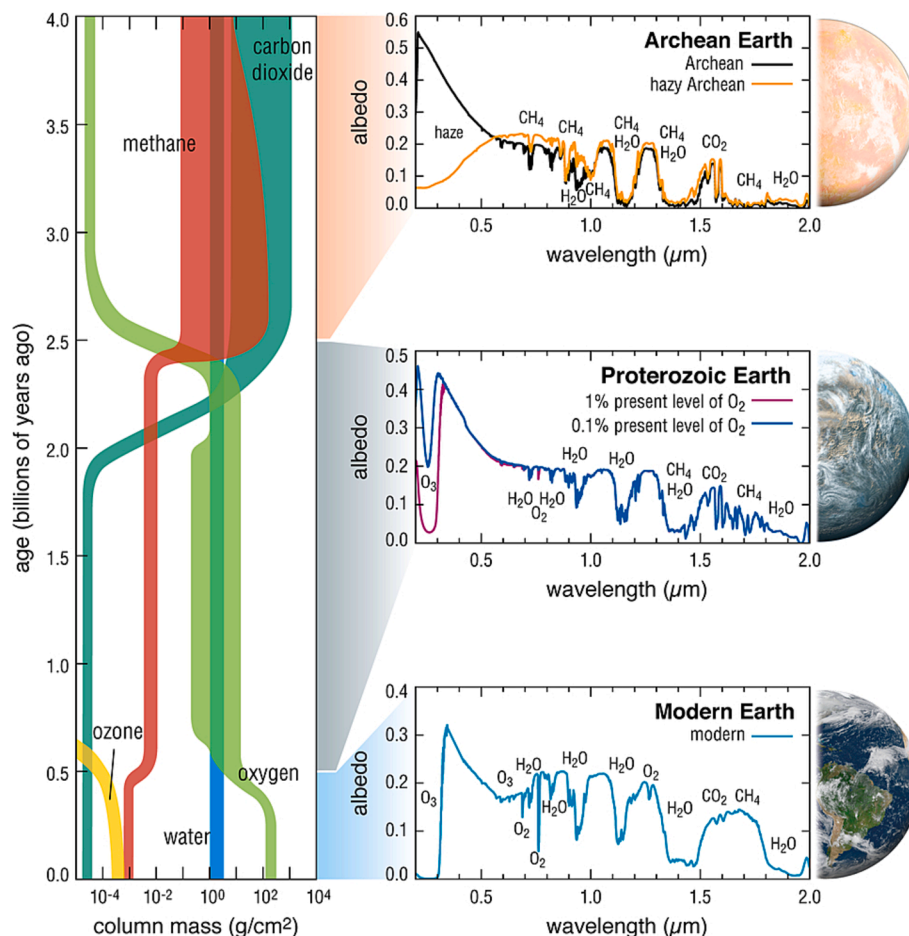 4.0
3.5
3.0
2.5
2.0
1.5
1.0
0.5
0.0
age (billions of years ago)
carbon
dioxide
methane
ozone
oxygen
water
10-4
10-2
100
102
104
column mass (g/cm2)
Archean Earth
Archean
hazy Archean
0.6
0.5
0.4
0.3
0.2
0.1
0.0
albedo
haze
CH4
CH4
CH4
H2O
CH4
H2O
CO2
H2O
CH4
CH4
H2O
0.5
1.0
1.5
2.0
wavelength (μm)
Proterozoic Earth
1% present level of O2
0.1% present level of O2
0.5
0.4
0.3
0.2
0.1
0.0
albedo
O3
H2O
O2
H2O
H2O
H2O
CH4
H2O
CO2
CH4
H2O
0.5
1.0
1.5
2.0
wavelength (μm)
Modern Earth
modern
0.4
0.3
0.2
0.1
0.0
albedo
O3
O3
H2O
O2
O2
H2O
H2O
H2O
O2
H2O
CO2
CH4
H2O
0.5
1.0
1.5
2.0
wavelength (μm)